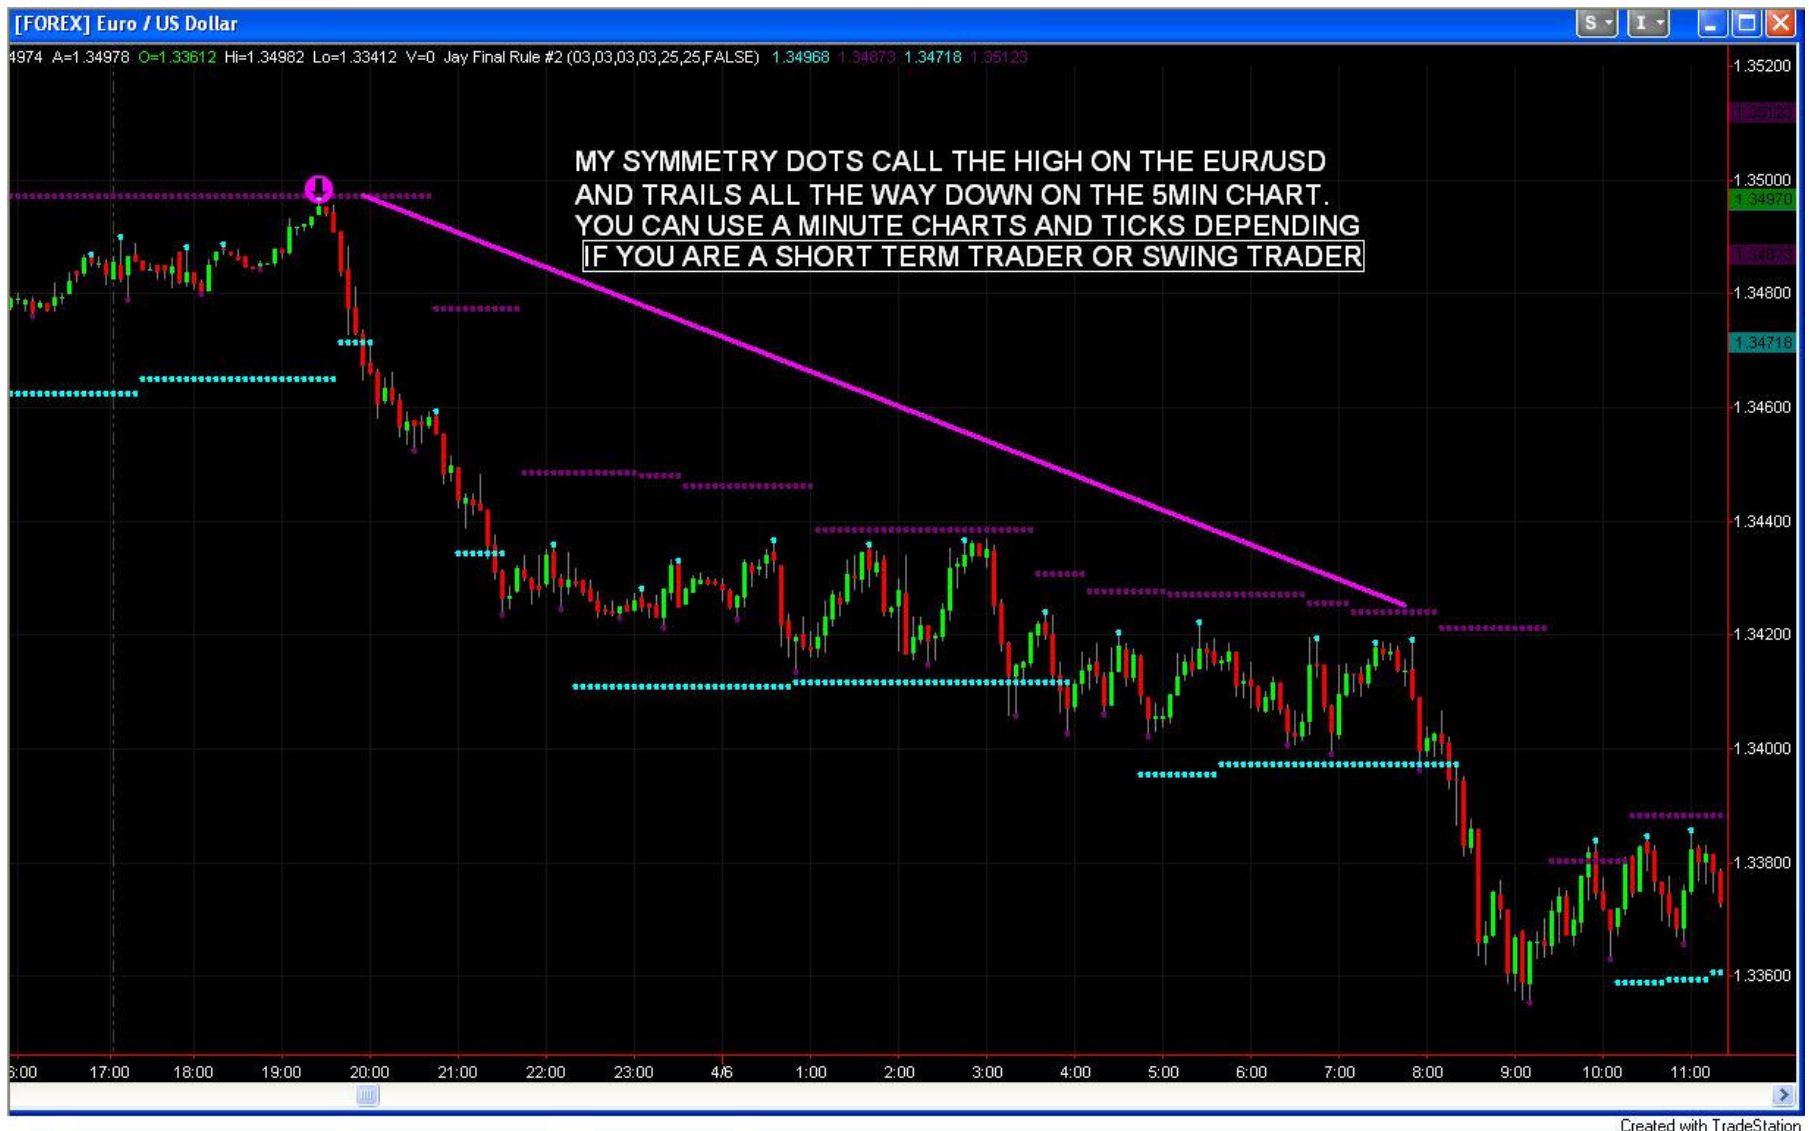 [FOREX] Euro / US Dollar
S
I
4974 A=1.34978 O=1.33612 Hi=1.34982 Lo=1.33412 V=0 Jay Final Rule #2 (03,03,03,03,25,25,FALSE) 1.34968 1.34873 1.34718 1.35123
1.35200
1.35123
MY SYMMETRY DOTS CALL THE HIGH ON THE EUR/USD
AND TRAILS ALL THE WAY DOWN ON THE 5MIN CHART.
YOU CAN USE A MINUTE CHARTS AND TICKS DEPENDING
IF YOU ARE A SHORT TERM TRADER OR SWING TRADER
1.35000
1.34970
1.34873
1.34800
1.34718
1.34600
1.34400
1.34200
1.34000
1.33800
1.33600
6:00 17:00 18:00 19:00 20:00 21:00 22:00 23:00 4/6 1:00 2:00 3:00 4:00 5:00 6:00 7:00 8:00 9:00 10:00 11:00
Created with TradeStation